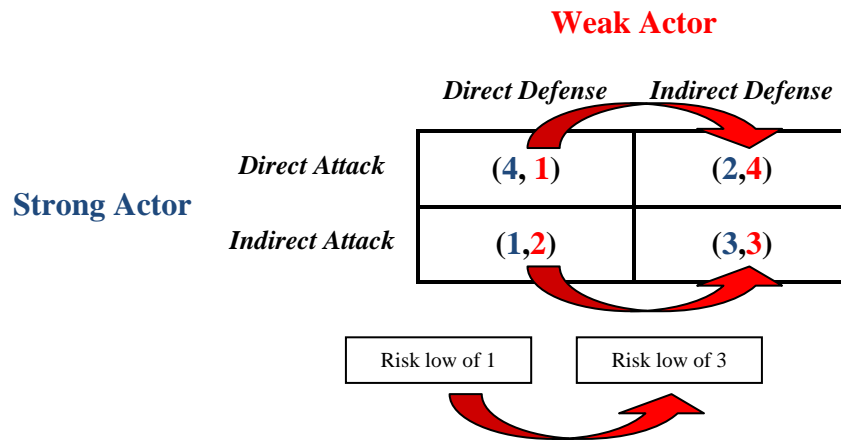 Weak Actor
Direct Defense Indirect Defense
Direct Attack (4, 1) (2,4)
Strong Actor
Indirect Attack (1,2) (3,3)
Risk low of 1 Risk low of 3